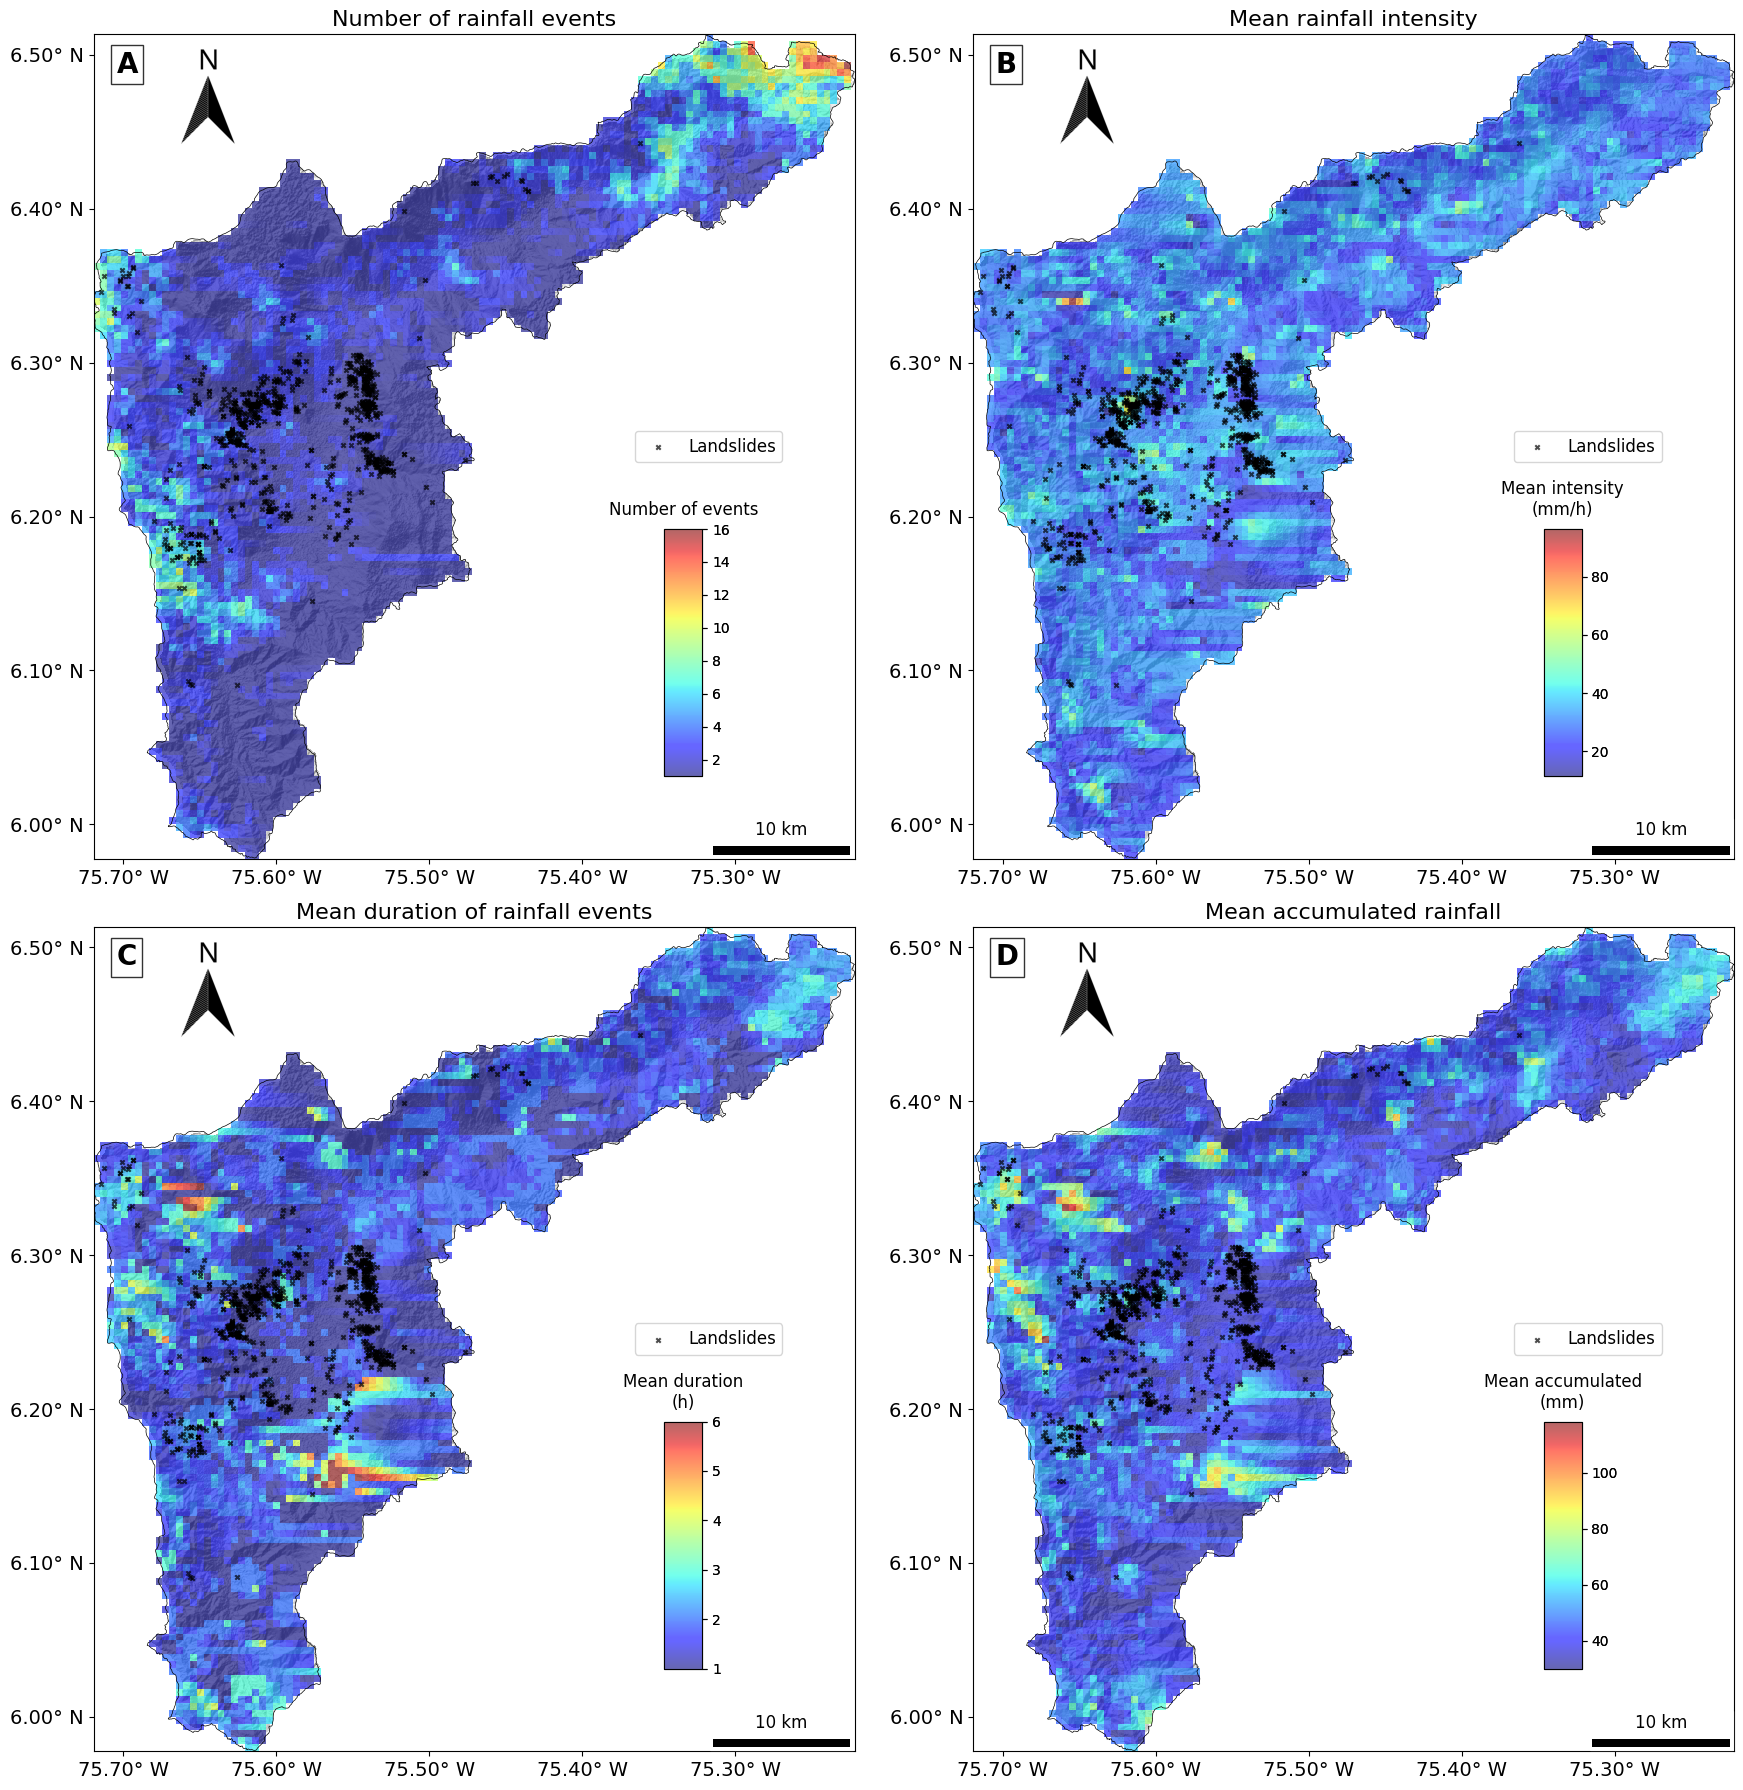 Number of rainfall events
A
N
6.50° N
6.40° N
6.30° N
6.20° N
6.10° N
6.00° N
Landslides
Number of events
16
14
12
10
8
6
4
2
10 km
75.70° W 75.60° W 75.50° W 75.40° W 75.30° W
Mean rainfall intensity
B
N
6.50° N
6.40° N
6.30° N
6.20° N
6.10° N
6.00° N
Landslides
Mean intensity
(mm/h)
80
60
40
20
10 km
75.70° W 75.60° W 75.50° W 75.40° W 75.30° W
Mean duration of rainfall events
C
N
6.50° N
6.40° N
6.30° N
6.20° N
6.10° N
6.00° N
Landslides
Mean duration
(h)
6
5
4
3
2
1
10 km
75.70° W 75.60° W 75.50° W 75.40° W 75.30° W
Mean accumulated rainfall
D
N
6.50° N
6.40° N
6.30° N
6.20° N
6.10° N
6.00° N
Landslides
Mean accumulated
(mm)
100
80
60
40
10 km
75.70° W 75.60° W 75.50° W 75.40° W 75.30° W